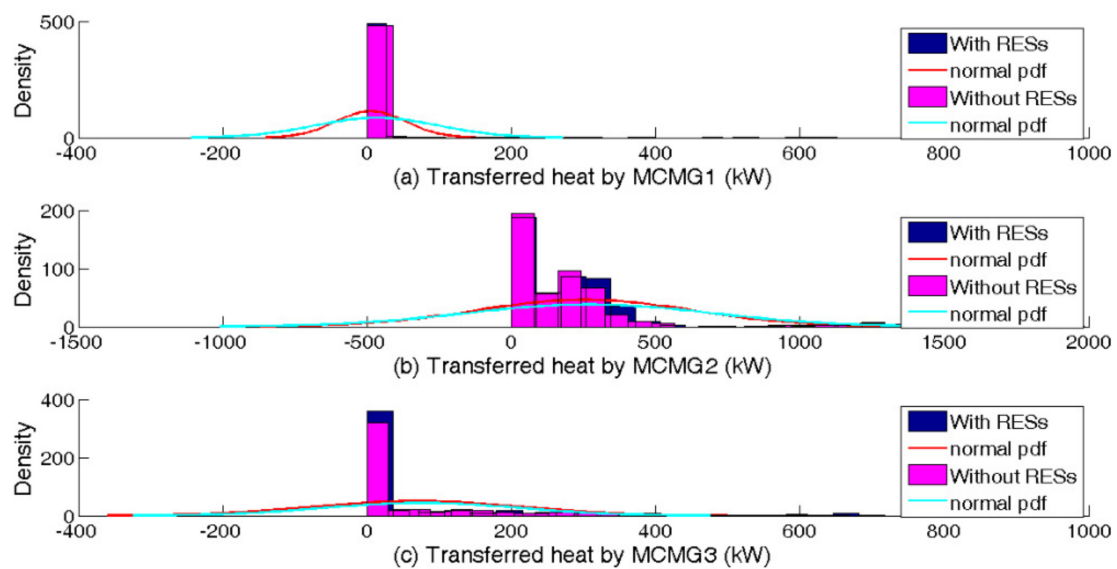 500
With RESs
normal pdf
Without RESs
normal pdf
Density
0
-400 -200 0 200 400 600 800 1000
(a) Transferred heat by MCMG1 (kW)
200
With RESs
normal pdf
Without RESs
normal pdf
Density
100
0
-1500 -1000 -500 0 500 1000 1500 2000
(b) Transferred heat by MCMG2 (kW)
400
With RESs
normal pdf
Without RESs
normal pdf
Density
200
0
-400 -200 0 200 400 600 800 1000
(c) Transferred heat by MCMG3 (kW)